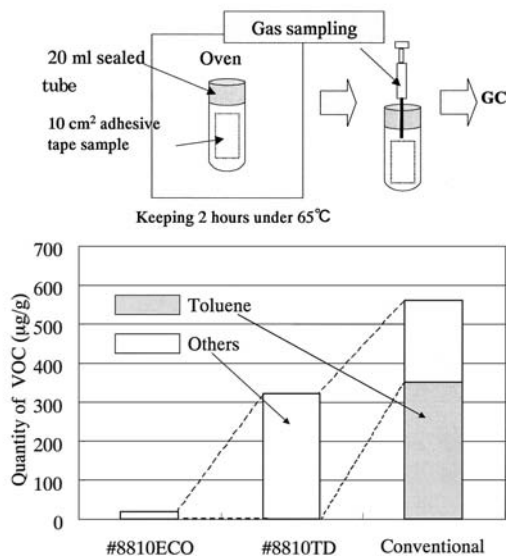 Gas sampling
20 ml sealed
tube
Oven
GC
10 cm² adhesive
tape sample
Keeping 2 hours under 65℃
Quantity of VOC (μg/g)
700
600
500
400
300
200
100
0
Toluene
Others
#8810ECO
#8810TD
Conventional